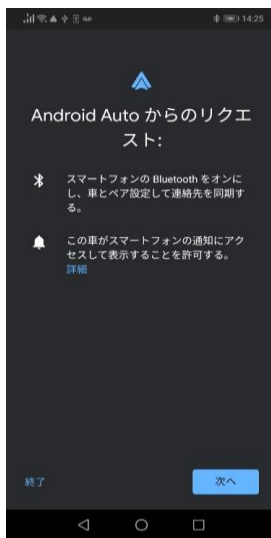 14:25
Android Auto からのリクエ
スト:
スマートフォンの Bluetooth をオンに
し、車とペア設定して連絡先を同期す
る。
この車がスマートフォンの通知にアク
セスして表示することを許可する。
詳細
終了
次へ